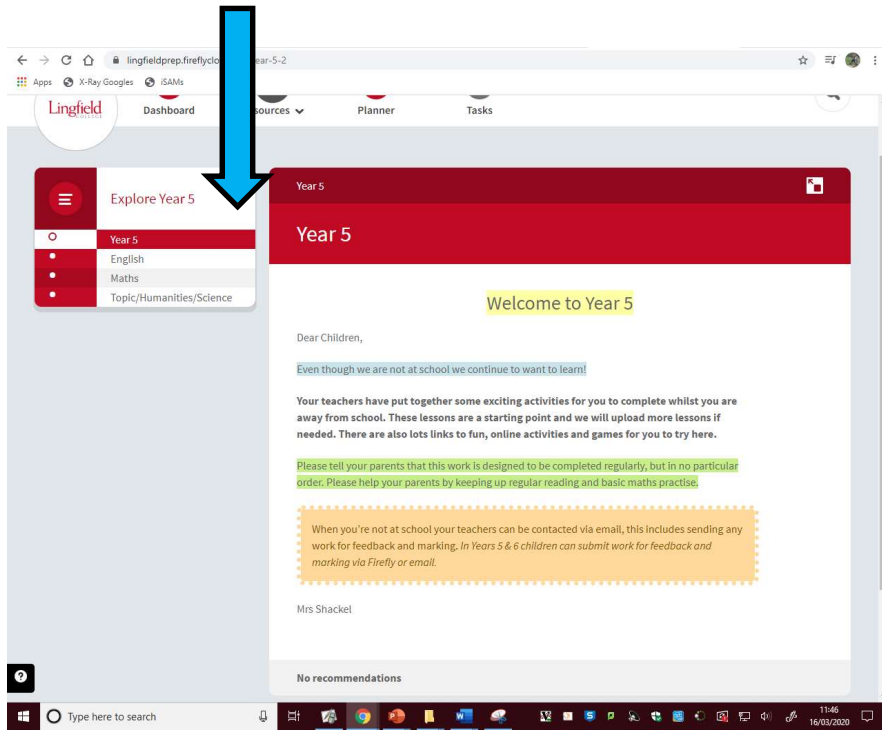 lingfieldprep.fireflyclo ear-5-2
Apps X-Ray Googles iSAMs
Lingfield
Dashboard
ources
Planner
Tasks
Explore Year 5
Year 5
English
Maths
Topic/Humanities/Science
Year 5
Year 5
Welcome to Year 5
Dear Children,
Even though we are not at school we continue to want to learn!
Your teachers have put together some exciting activities for you to complete whilst you are
away from school. These lessons are a starting point and we will upload more lessons if
needed. There are also lots links to fun, online activities and games for you to try here.
Please tell your parents that this work is designed to be completed regularly, but in no particular
order. Please help your parents by keeping up regular reading and basic maths practise.
When you're not at school your teachers can be contacted via email, this includes sending any
work for feedback and marking. In Years 5 & 6 children can submit work for feedback and
marking via Firefly or email.
Mrs Shackel
No recommendations
Type here to search
11:46
16/03/2020